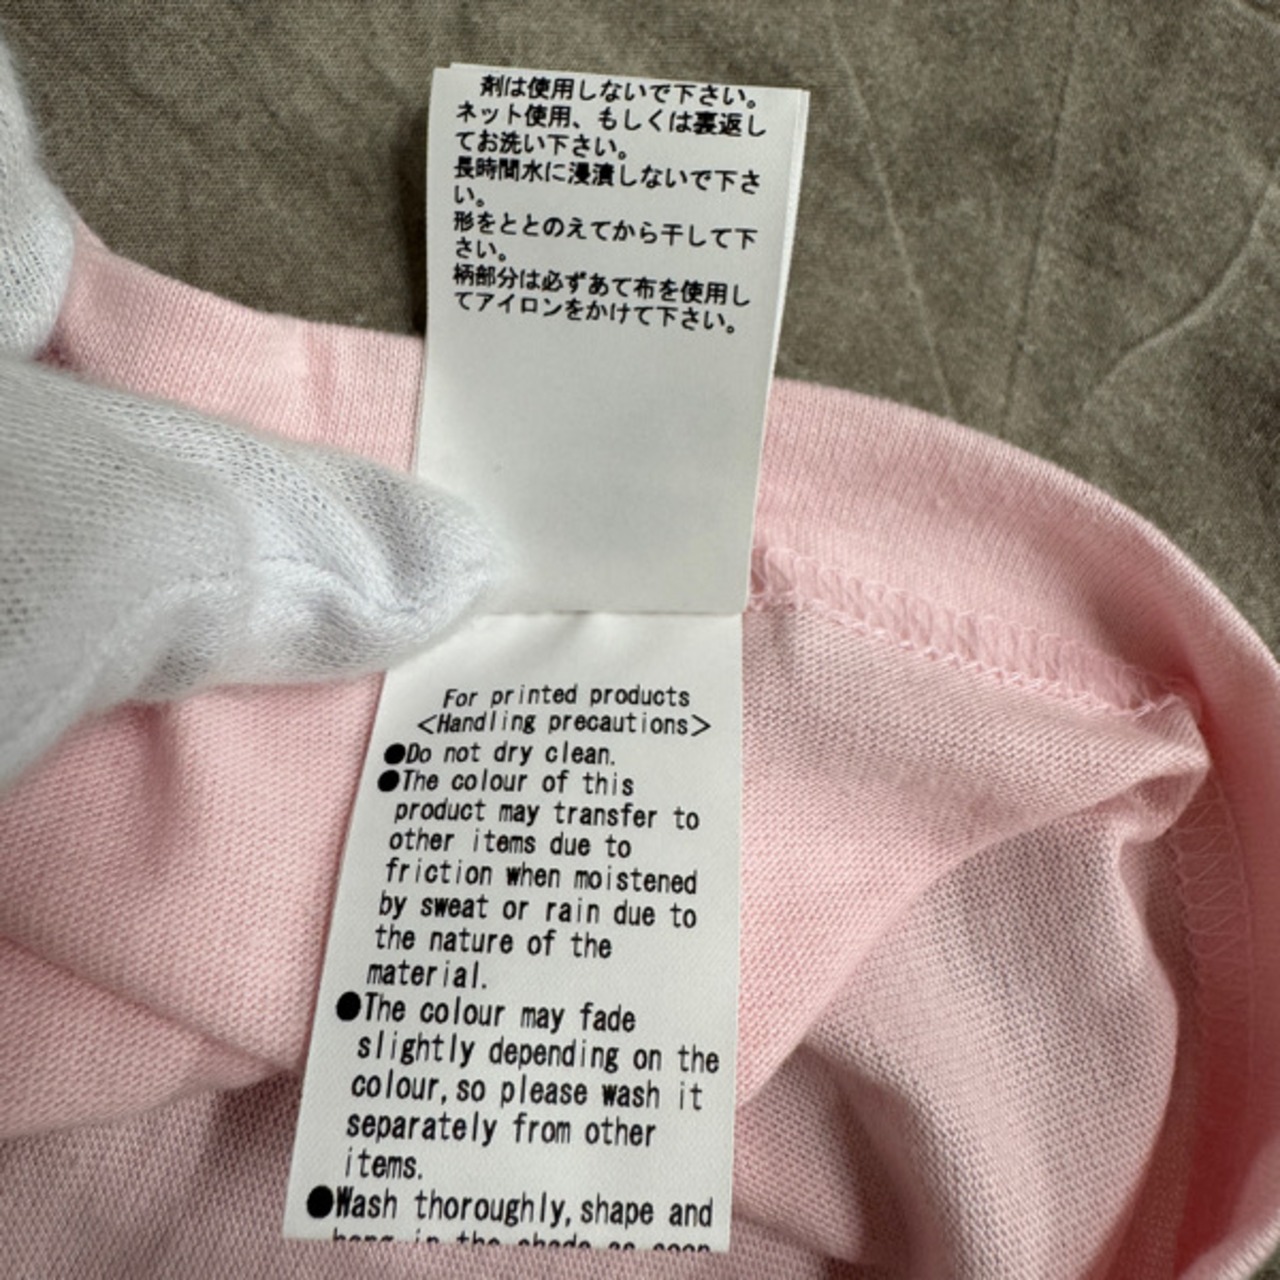 剤は使用しないで下さい。
ネット使用、もしくは裏返し
てお洗い下さい。
長時間水に浸漬しないで下さ
い。
形をととのえてから干して下
さい。
柄部分は必ずあて布を使用し
てアイロンをかけて下さい。
For printed products
<Handling precautions>
●Do not dry clean.
●The colour of this
product may transfer to
other items due to
friction when moistened
by sweat or rain due to
the nature of the
material.
●The colour may fade
slightly depending on the
colour,so please wash it
separately from other
items.
●Wash thoroughly,shape and
hang in the shade as soon